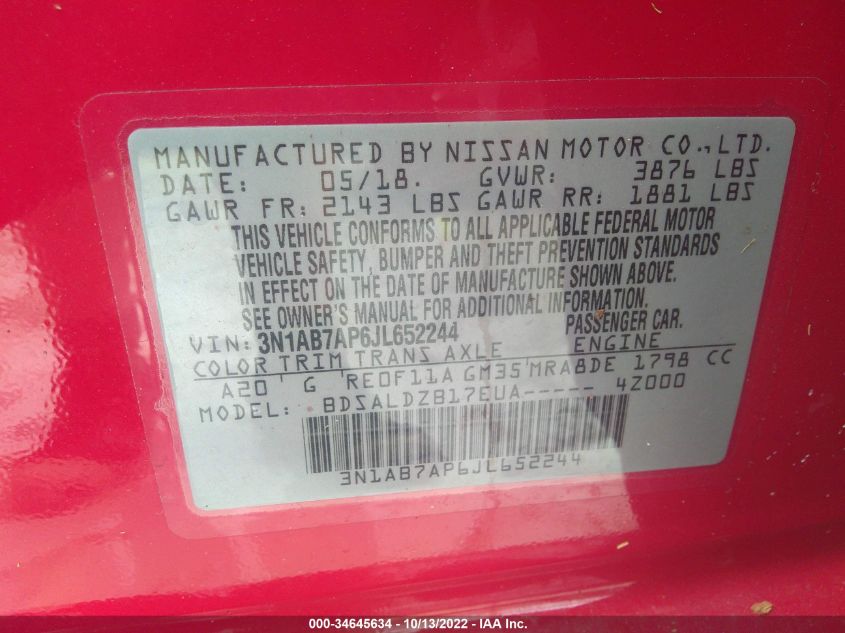 MANUFACTURED BY NISSAN MOTOR CO., LTD.
DATE: 05/18. GVWR: 3876 LBS
GAWR FR: 2143 LBS GAWR RR: 1881 LBS
THIS VEHICLE CONFORMS TO ALL APPLICABLE FEDERAL MOTOR
VEHICLE SAFETY, BUMPER AND THEFT PREVENTION STANDARDS
IN EFFECT ON THE DATE OF MANUFACTURE SHOWN ABOVE.
SEE OWNER'S MANUAL FOR ADDITIONAL INFORMATION.
VIN: 3N1AB7AP6JL652244 PASSENGER CAR.
COLOR TRIM TRANS AXLE ENGINE
A20 G RE0F11A GM35 MRA8DE 1798 CC
MODEL: BDSALDZB17EUA----- 4Z000
3N1AB7AP6JL652244
000-34645634 - 10/13/2022 - IAA Inc.